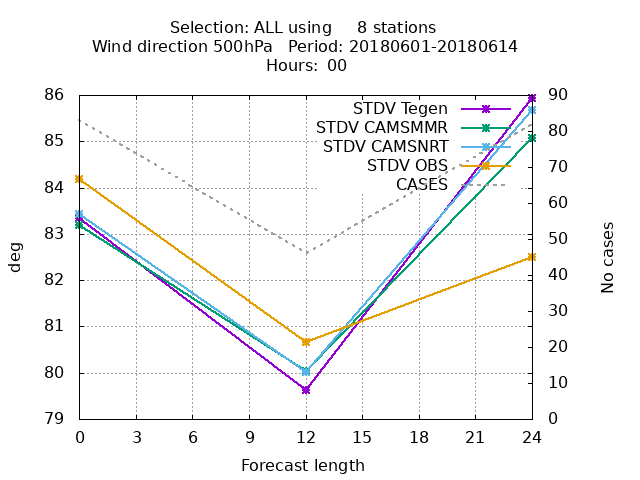 Selection: ALL using     8 stations
Wind direction 500hPa   Period: 20180601-20180614
Hours: 00
86 90
STDV Tegen
STDV CAMSMMR
STDV CAMSNRT
STDV OBS
CASES
85 80
84 70
83 60
82 50
81 40
80 30
79 20
10
0
deg
No cases
0 3 6 9 12 15 18 21 24
Forecast length